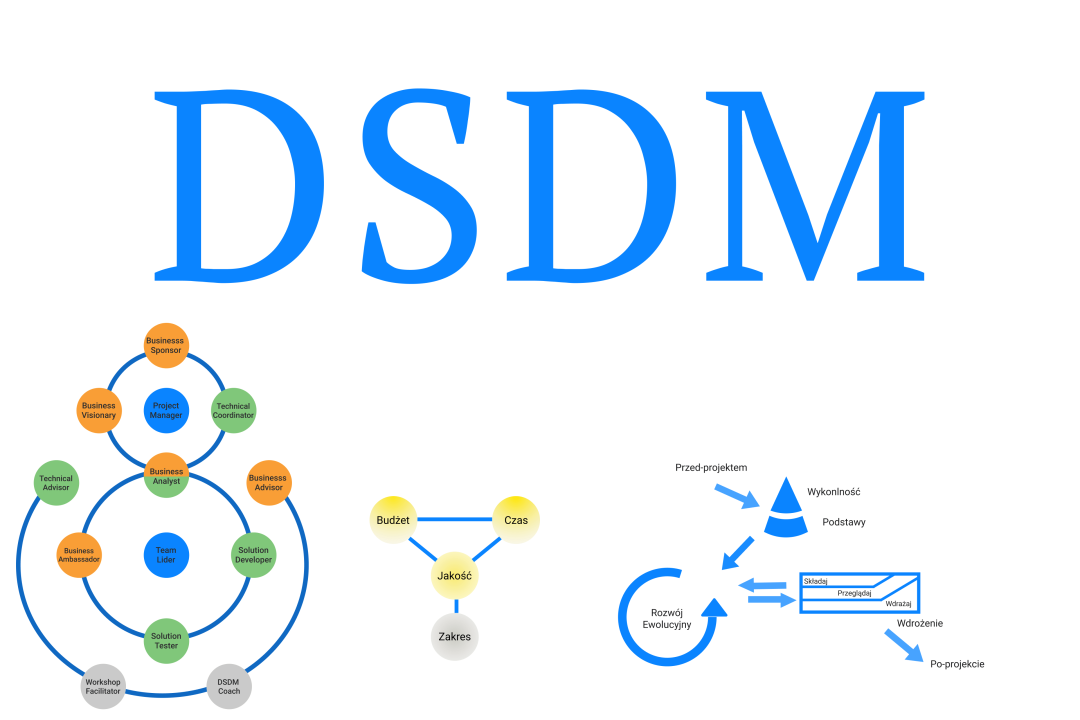 DSDM
Businesss
Sponsor
Business
Visionary
Project
Manager
Technical
Coordinator
Business
Analyst
Technical
Advisor
Businesss
Advisor
Business
Ambassador
Team
Lider
Solution
Developer
Solution
Tester
Workshop
Facilitator
DSDM
Coach
Budżet
Czas
Jakość
Zakres
Przed-projektem
Wykonlność
Podstawy
Rozwój
Ewolucyjny
Składaj
Przeglądaj
Wdrażaj
Wdrożenie
Po-projekcie